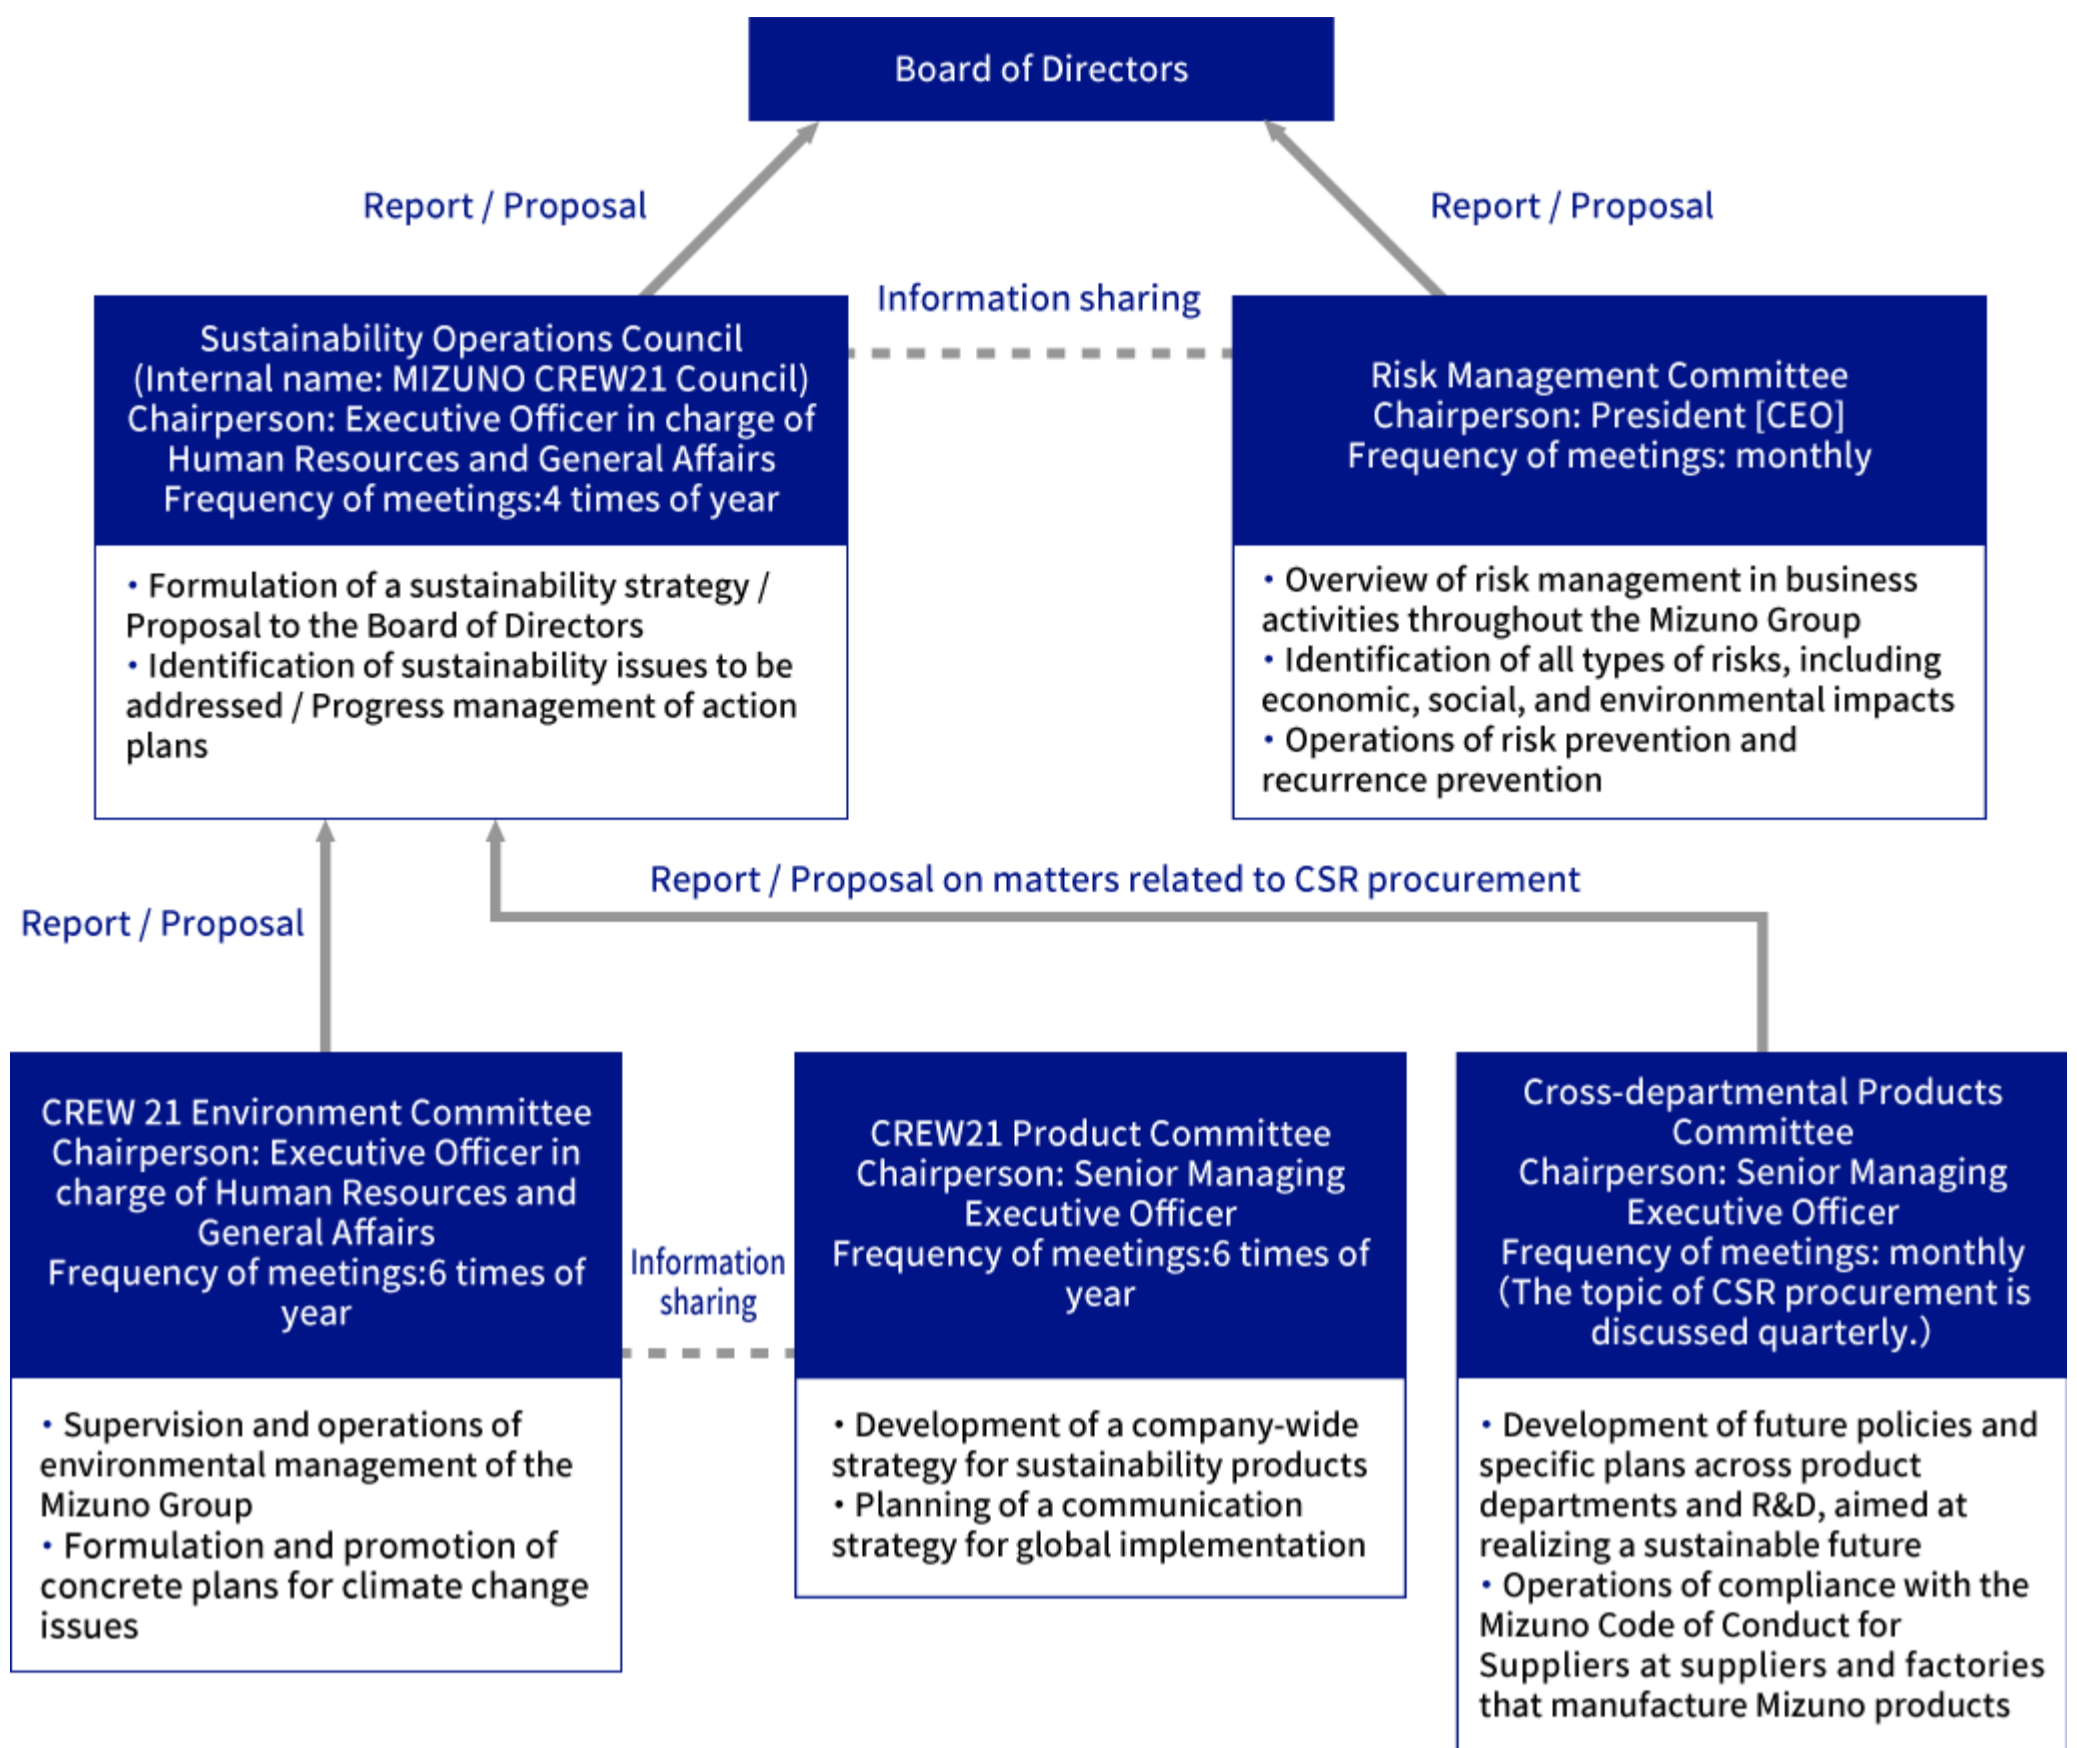 Board of Directors
Report / Proposal
Report / Proposal
Information sharing
Sustainability Operations Council
(Internal name: MIZUNO CREW21 Council)
Chairperson: Executive Officer in charge of
Human Resources and General Affairs
Frequency of meetings:4 times of year
• Formulation of a sustainability strategy /
Proposal to the Board of Directors
• Identification of sustainability issues to be
addressed / Progress management of action
plans
Risk Management Committee
Chairperson: President [CEO]
Frequency of meetings: monthly
• Overview of risk management in business
activities throughout the Mizuno Group
• Identification of all types of risks, including
economic, social, and environmental impacts
• Operations of risk prevention and
recurrence prevention
Report / Proposal on matters related to CSR procurement
Report / Proposal
CREW 21 Environment Committee
Chairperson: Executive Officer in
charge of Human Resources and
General Affairs
Frequency of meetings:6 times of
year
• Supervision and operations of
environmental management of the
Mizuno Group
• Formulation and promotion of
concrete plans for climate change
issues
Information
sharing
CREW21 Product Committee
Chairperson: Senior Managing
Executive Officer
Frequency of meetings:6 times of
year
• Development of a company-wide
strategy for sustainability products
• Planning of a communication
strategy for global implementation
Cross-departmental Products
Committee
Chairperson: Senior Managing
Executive Officer
Frequency of meetings: monthly
(The topic of CSR procurement is
discussed quarterly.)
• Development of future policies and
specific plans across product
departments and R&D, aimed at
realizing a sustainable future
• Operations of compliance with the
Mizuno Code of Conduct for
Suppliers at suppliers and factories
that manufacture Mizuno products